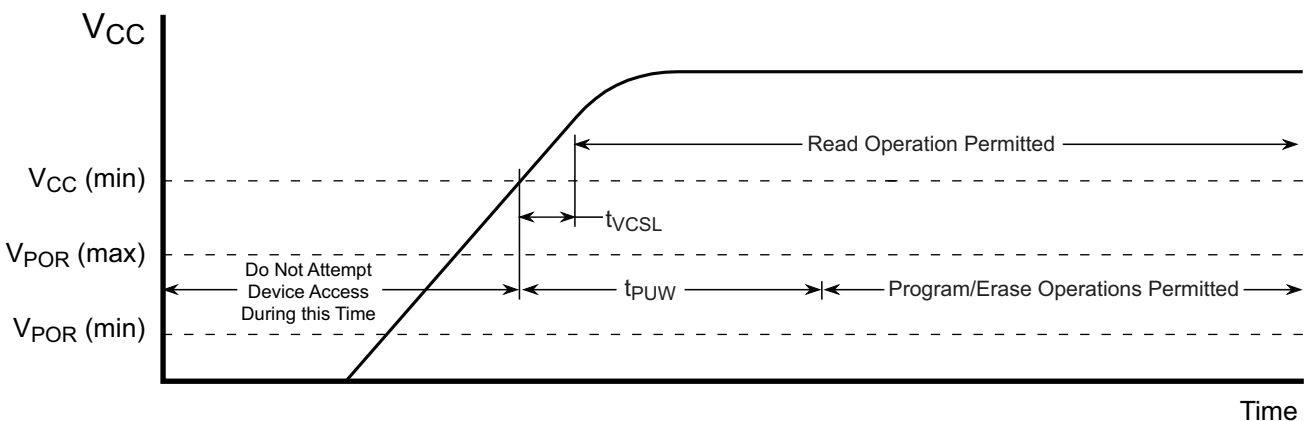 VCC
Read Operation Permitted
VCC (min)
tVCSL
VPOR (max)
Do Not Attempt
Device Access
During this Time
tPUW
Program/Erase Operations Permitted
VPOR (min)
Time